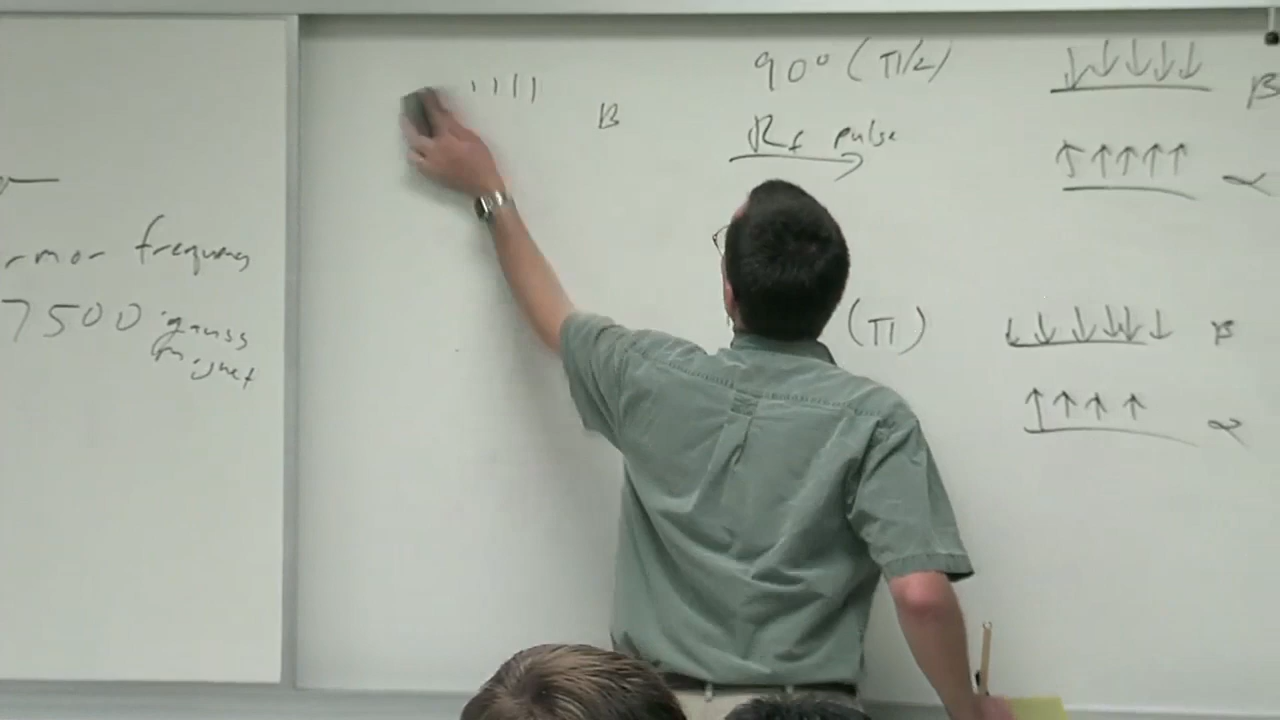 rmor frequency
7500 gauss
magnet
B
90° (π/2)
Rf pulse
↓↓↓↓↓ β
↑↑↑↑↑ α
(π)
↓↓↓↓↓↓ β
↑↑↑↑ α